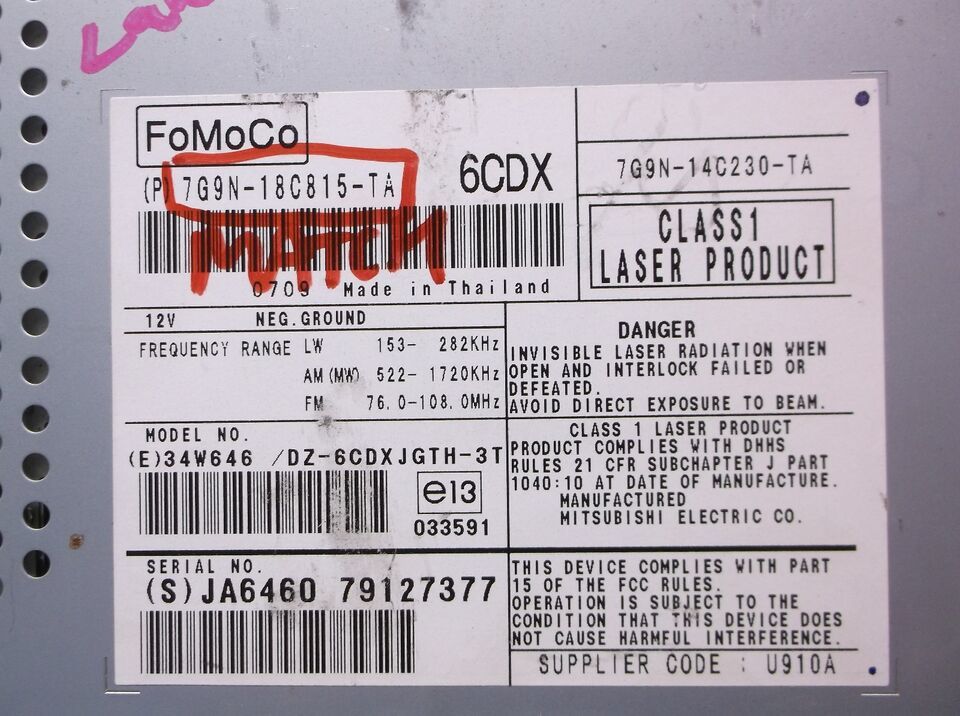 FoMoCo
(P) 7G9N-18C815-TA
6CDX
MATCH
0709 Made in Thailand
7G9N-14C230-TA
CLASS1
LASER PRODUCT
12V NEG.GROUND
FREQUENCY RANGE LW 153- 282KHz
AM (MW) 522- 1720KHz
FM 76.0-108.0MHz
DANGER
INVISIBLE LASER RADIATION WHEN
OPEN AND INTERLOCK FAILED OR
DEFEATED.
AVOID DIRECT EXPOSURE TO BEAM.
MODEL NO.
(E)34W646 /DZ-6CDXJGTH-3T
e13
033591
CLASS 1 LASER PRODUCT
PRODUCT COMPLIES WITH DHHS
RULES 21 CFR SUBCHAPTER J PART
1040:10 AT DATE OF MANUFACTURE.
MANUFACTURED
MITSUBISHI ELECTRIC CO.
SERIAL NO.
(S)JA6460 79127377
THIS DEVICE COMPLIES WITH PART
15 OF THE FCC RULES.
OPERATION IS SUBJECT TO THE
CONDITION THAT THIS DEVICE DOES
NOT CAUSE HARMFUL INTERFERENCE.
SUPPLIER CODE : U910A